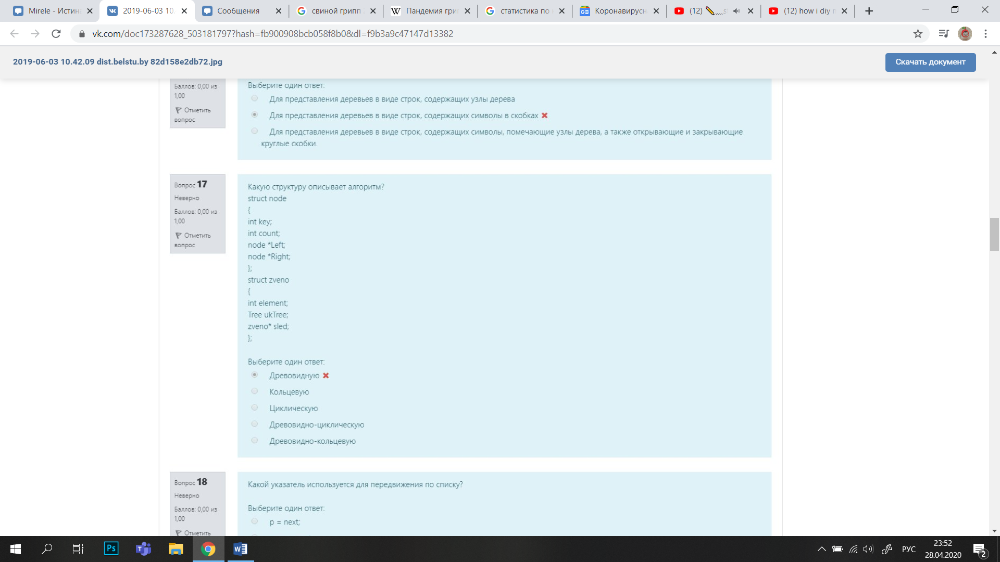 Mirele - Истин
2019-06-03 10.
Сообщения
свиной грипп
Пандемия гри
статистика по
Коронавирусн
(12)
(12) how i diy
vk.com/doc173287628_503181797?hash=fb900908bcb058f8b0&dl=f9b3a9c47147d13382
2019-06-03 10.42.09 dist.belstu.by 82d158e2db72.jpg
Скачать документ
Баллов: 0,00 из
1,00
Отметить
вопрос
Выберите один ответ:
Для представления деревьев в виде строк, содержащих узлы дерева
Для представления деревьев в виде строк, содержащих символы в скобках
Для представления деревьев в виде строк, содержащих символы, помечающие узлы дерева, а также открывающие и закрывающие
круглые скобки.
Вопрос 17
Неверно
Баллов: 0,00 из
1,00
Отметить
вопрос
Какую структуру описывает алгоритм?
struct node
{
int key;
int count;
node *Left;
node *Right;
};
struct zveno
{
int element;
Tree ukTree;
zveno* sled;
};
Выберите один ответ:
Древовидную
Кольцевую
Циклическую
Древовидно-циклическую
Древовидно-кольцевую
Вопрос 18
Неверно
Баллов: 0,00 из
1,00
Отметить
Какой указатель используется для передвижения по списку?
Выберите один ответ:
p = next;
Ps
РУС
23:52
28.04.2020
2